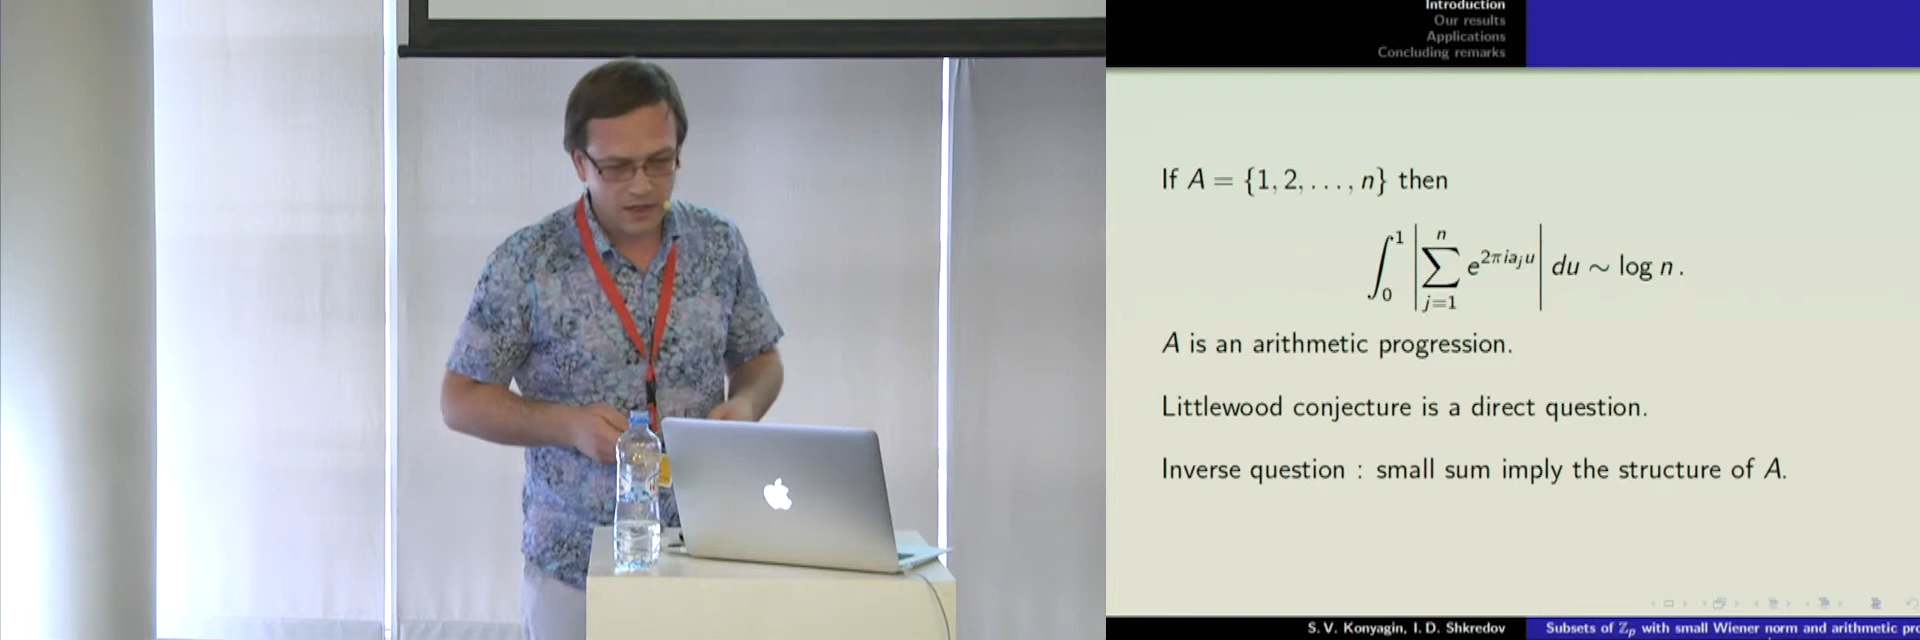 Introduction
Our results
Applications
Concluding remarks
If A = {1, 2, . . . , n} then
∫₀¹ |∑ⱼ₌₁ⁿ e^{2πia_ju}| du ∼ log n .
A is an arithmetic progression.
Littlewood conjecture is a direct question.
Inverse question : small sum imply the structure of A.
S. V. Konyagin, I. D. Shkredov
Subsets of ℤ_p with small Wiener norm and arithmetic pro